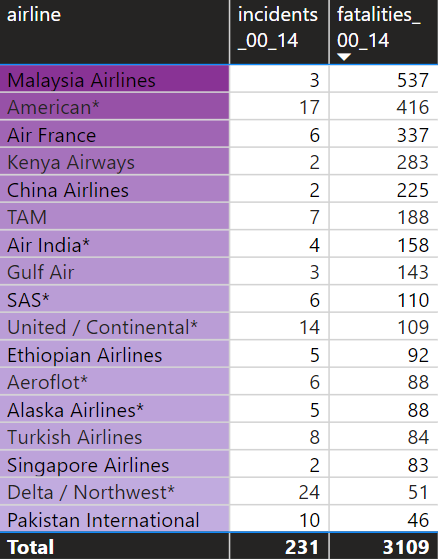 airline incidents_00_14 fatalities_00_14
Malaysia Airlines 3 537
American* 17 416
Air France 6 337
Kenya Airways 2 283
China Airlines 2 225
TAM 7 188
Air India* 4 158
Gulf Air 3 143
SAS* 6 110
United / Continental* 14 109
Ethiopian Airlines 5 92
Aeroflot* 6 88
Alaska Airlines* 5 88
Turkish Airlines 8 84
Singapore Airlines 2 83
Delta / Northwest* 24 51
Pakistan International 10 46
Total 231 3109